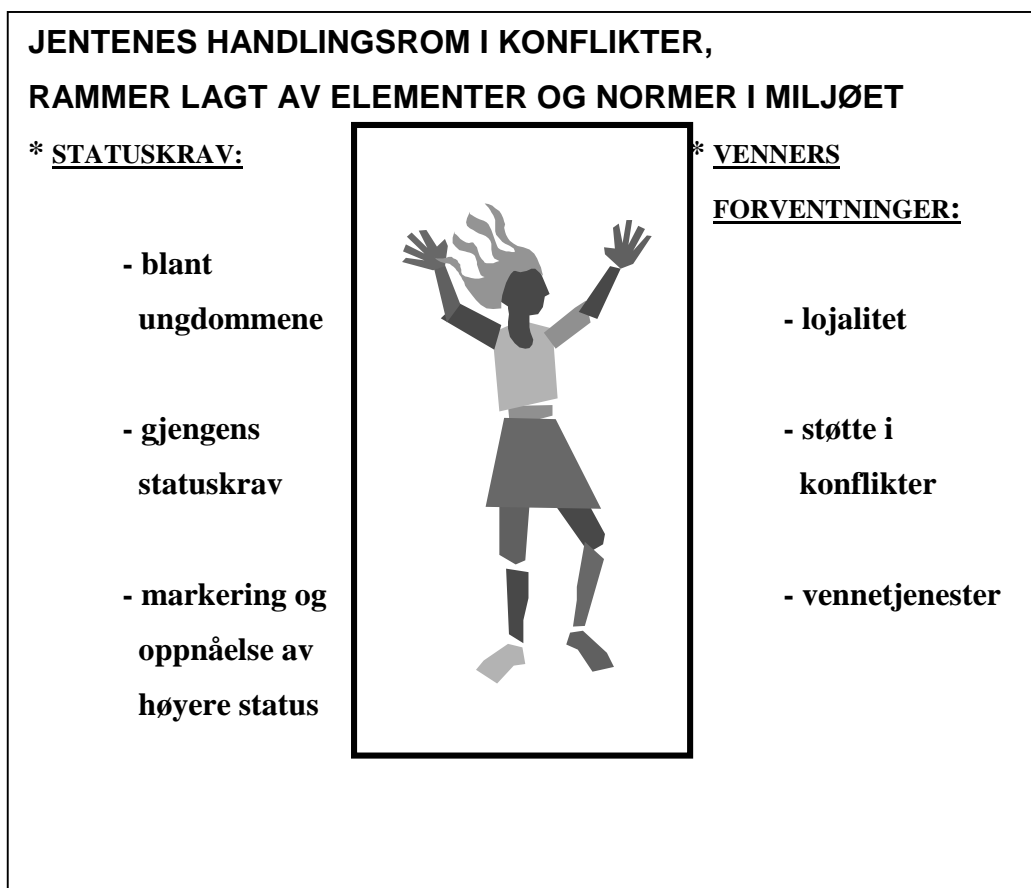 JENTENES HANDLINGSROM I KONFLIKTER,
RAMMER LAGT AV ELEMENTER OG NORMER I MILJØET
* STATUSKRAV:
- blant
ungdommene
- gjengens
statuskrav
- markering og
oppnåelse av
høyere status
* VENNERS
FORVENTNINGER:
- lojalitet
- støtte i
konflikter
- vennetjenester